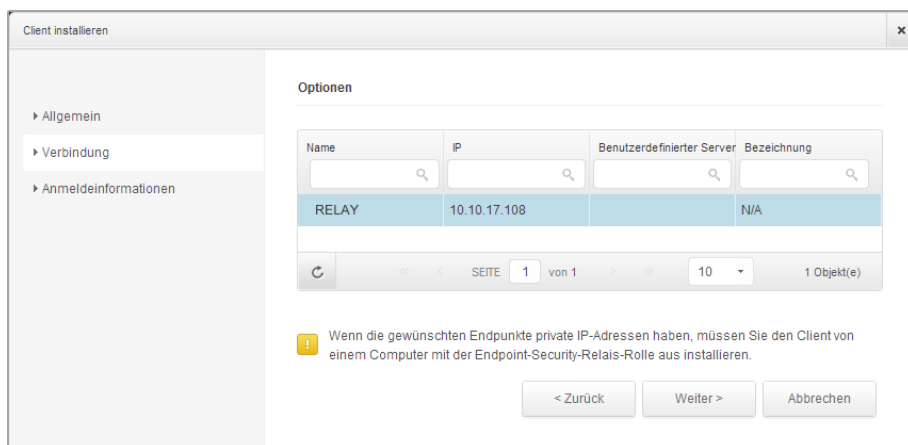 Client installieren
×
Allgemein
Verbindung
Anmeldeinformationen
Optionen
Name IP Benutzerdefinierter Server Bezeichnung
RELAY 10.10.17.108 N/A
« < SEITE 1 von 1 > » 10 1 Objekt(e)
Wenn die gewünschten Endpunkte private IP-Adressen haben, müssen Sie den Client von
einem Computer mit der Endpoint-Security-Relais-Rolle aus installieren.
< Zurück Weiter > Abbrechen